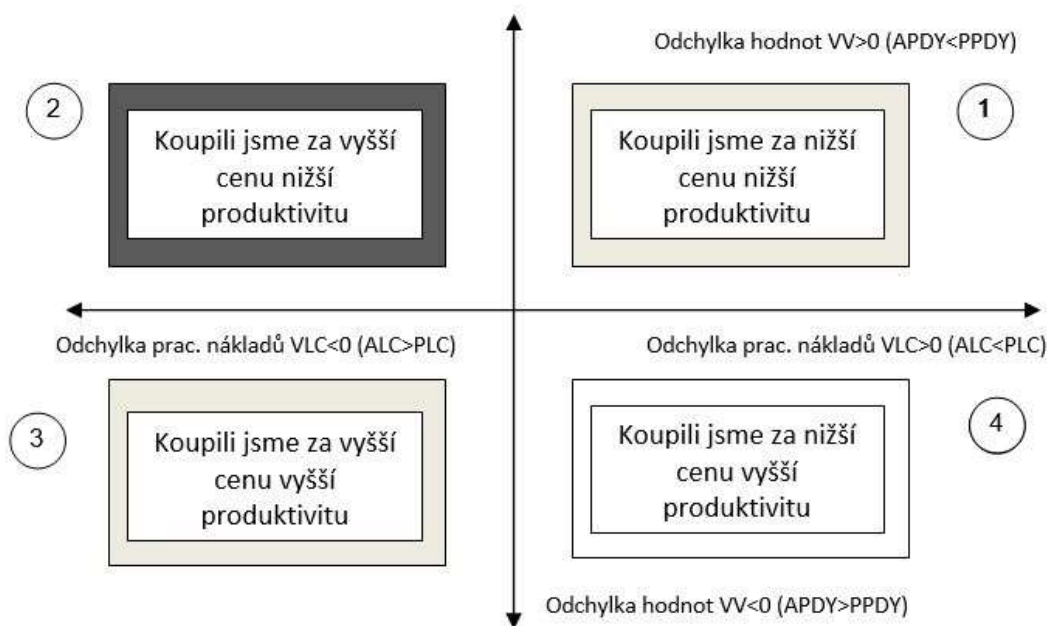 Odchylka hodnot VV>0 (APDY<PPDY)
2
Koupili jsme za vyšší
cenu nižší
produktivitu
Koupili jsme za nižší
cenu nižší
produktivitu
1
Odchylka prac. nákladů VLC<0 (ALC>PLC)
Odchylka prac. nákladů VLC>0 (ALC<PLC)
3
Koupili jsme za vyšší
cenu vyšší
produktivitu
Koupili jsme za nižší
cenu vyšší
produktivitu
4
Odchylka hodnot VV<0 (APDY>PPDY)